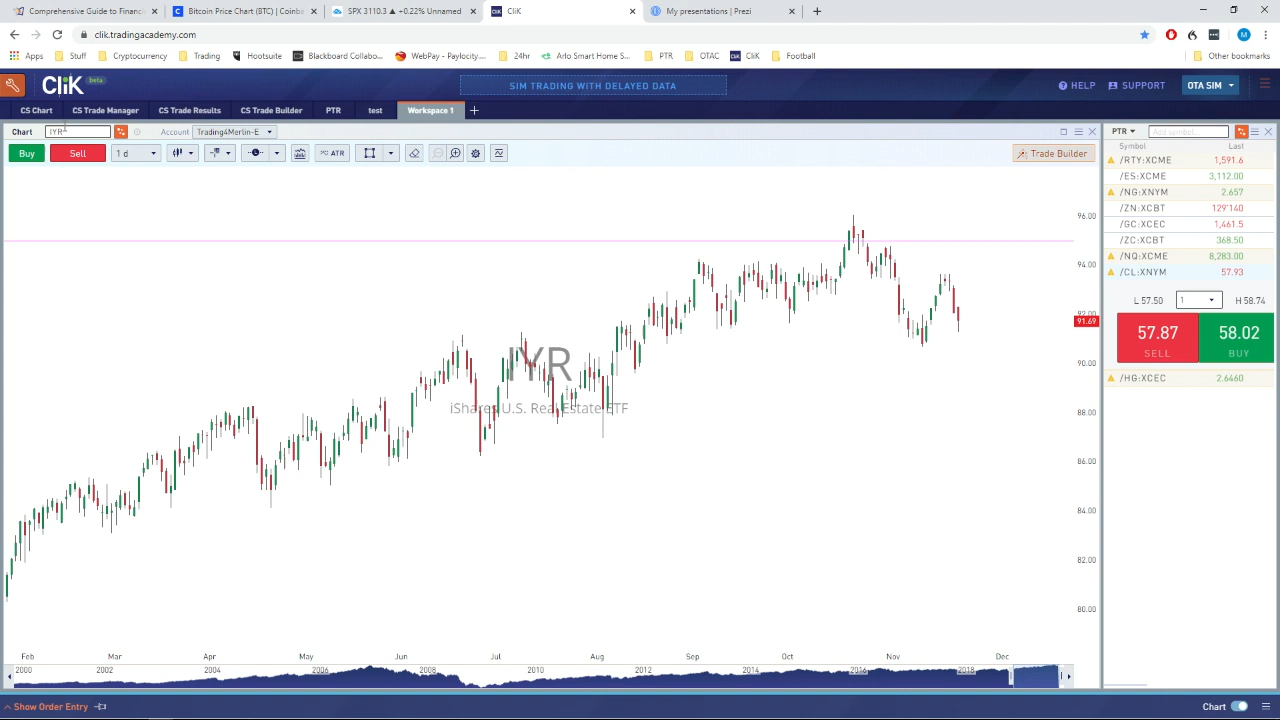 Comprehensive Guide to Financi
Bitcoin Price Chart (BTC) | Coinba
SPX 3110.3 ▲ +0.22% Unnamed
CliK
My presentations | Prezi
clik.tradingacademy.com
Apps
Stuff
Cryptocurrency
Trading
Hootsuite
Blackboard Collabo...
WebPay - Paylocity...
24hr
Arlo Smart Home S...
PTR
OTAC
CliK
Football
Other bookmarks
CliK beta
SIM TRADING WITH DELAYED DATA
HELP
SUPPORT
OTA SIM
CS Chart
CS Trade Manager
CS Trade Results
CS Trade Builder
PTR
test
Workspace 1
Chart
IYR
Account
Trading4Merlin-E
Buy
Sell
1 d
ATR
Trade Builder
96.00
94.00
92.00
91.69
90.00
88.00
86.00
84.00
82.00
80.00
IYR
iShares U.S. Real Estate ETF
Feb Mar Apr May Jun Jul Aug Sep Oct Nov Dec
2000 2002 2004 2006 2008 2010 2012 2014 2016 2018
PTR
Add symbol...
Symbol Last
/RTY:XCME 1,591.6
/ES:XCME 3,112.00
/NG:XNYM 2.657
/ZN:XCBT 129'140
/GC:XCEC 1,461.5
/ZC:XCBT 368.50
/NQ:XCME 8,283.00
/CL:XNYM 57.93
L 57.50 1 H 58.74
57.87 58.02
SELL BUY
/HG:XCEC 2.6460
Show Order Entry
Chart